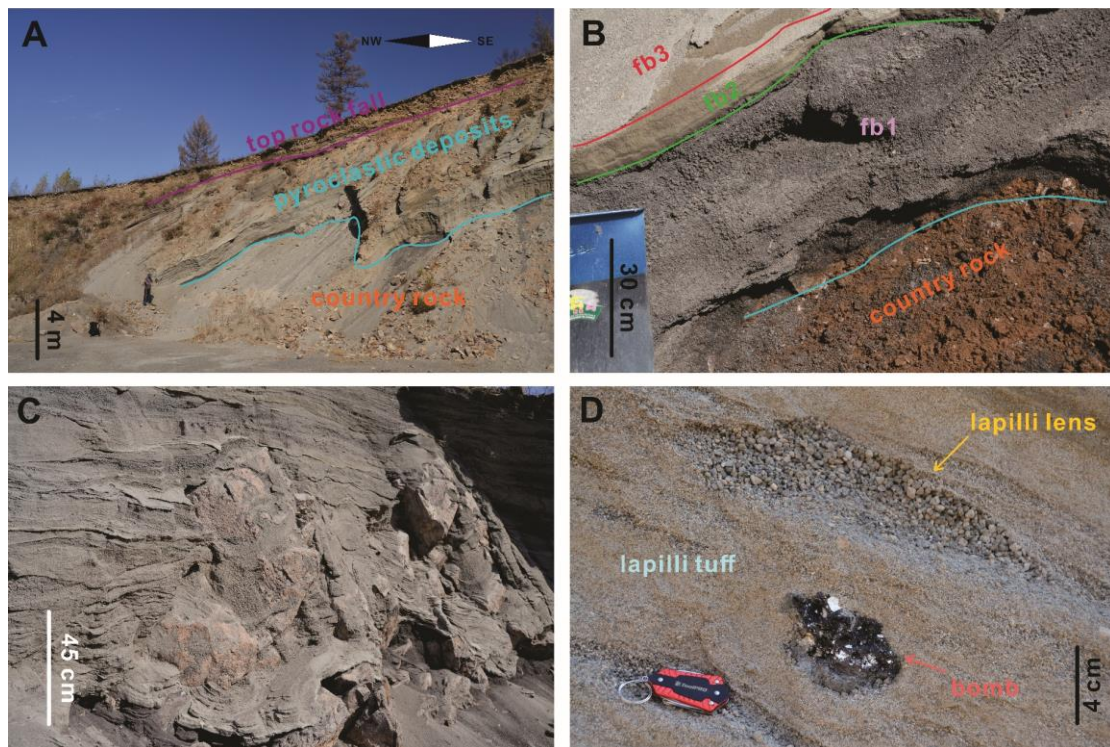 A
NW
SE
top rock fall
pyroclastic deposits
country rock
4 m
B
fb3
fb2
fb1
country rock
30 cm
C
45 cm
D
lapilli lens
lapilli tuff
bomb
4 cm